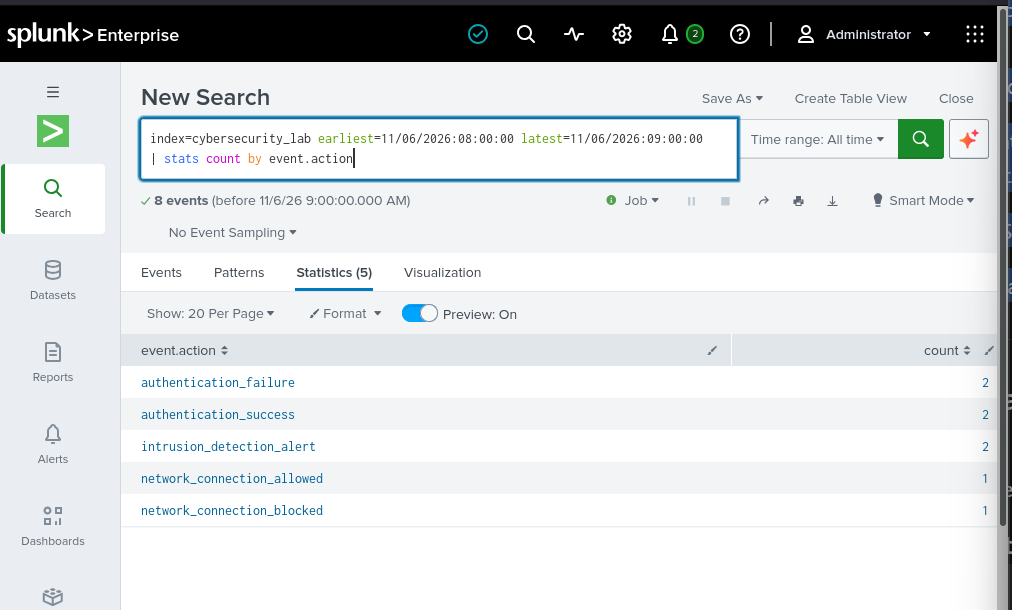 splunk> Enterprise
2
Administrator
New Search
Save As
Create Table View
Close
index=cybersecurity_lab earliest=11/06/2026:08:00:00 latest=11/06/2026:09:00:00
| stats count by event.action
Time range: All time
8 events (before 11/6/26 9:00:00.000 AM)
Job
Smart Mode
No Event Sampling
Search
Datasets
Reports
Alerts
Dashboards
Events
Patterns
Statistics (5)
Visualization
Show: 20 Per Page
Format
Preview: On
event.action count
authentication_failure 2
authentication_success 2
intrusion_detection_alert 2
network_connection_allowed 1
network_connection_blocked 1